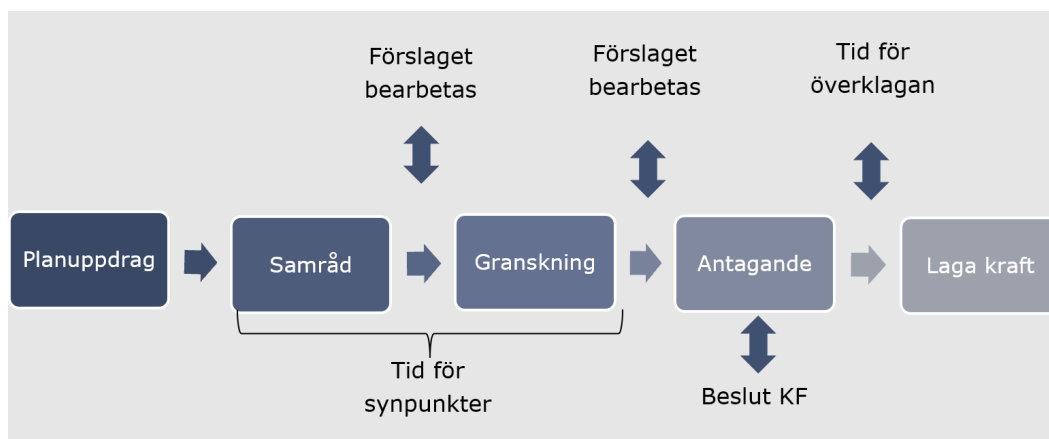 Förslaget
bearbetas
Förslaget
bearbetas
Tid för
överklagan
Planuppdrag
Samråd
Granskning
Antagande
Laga kraft
Tid för
synpunkter
Beslut KF